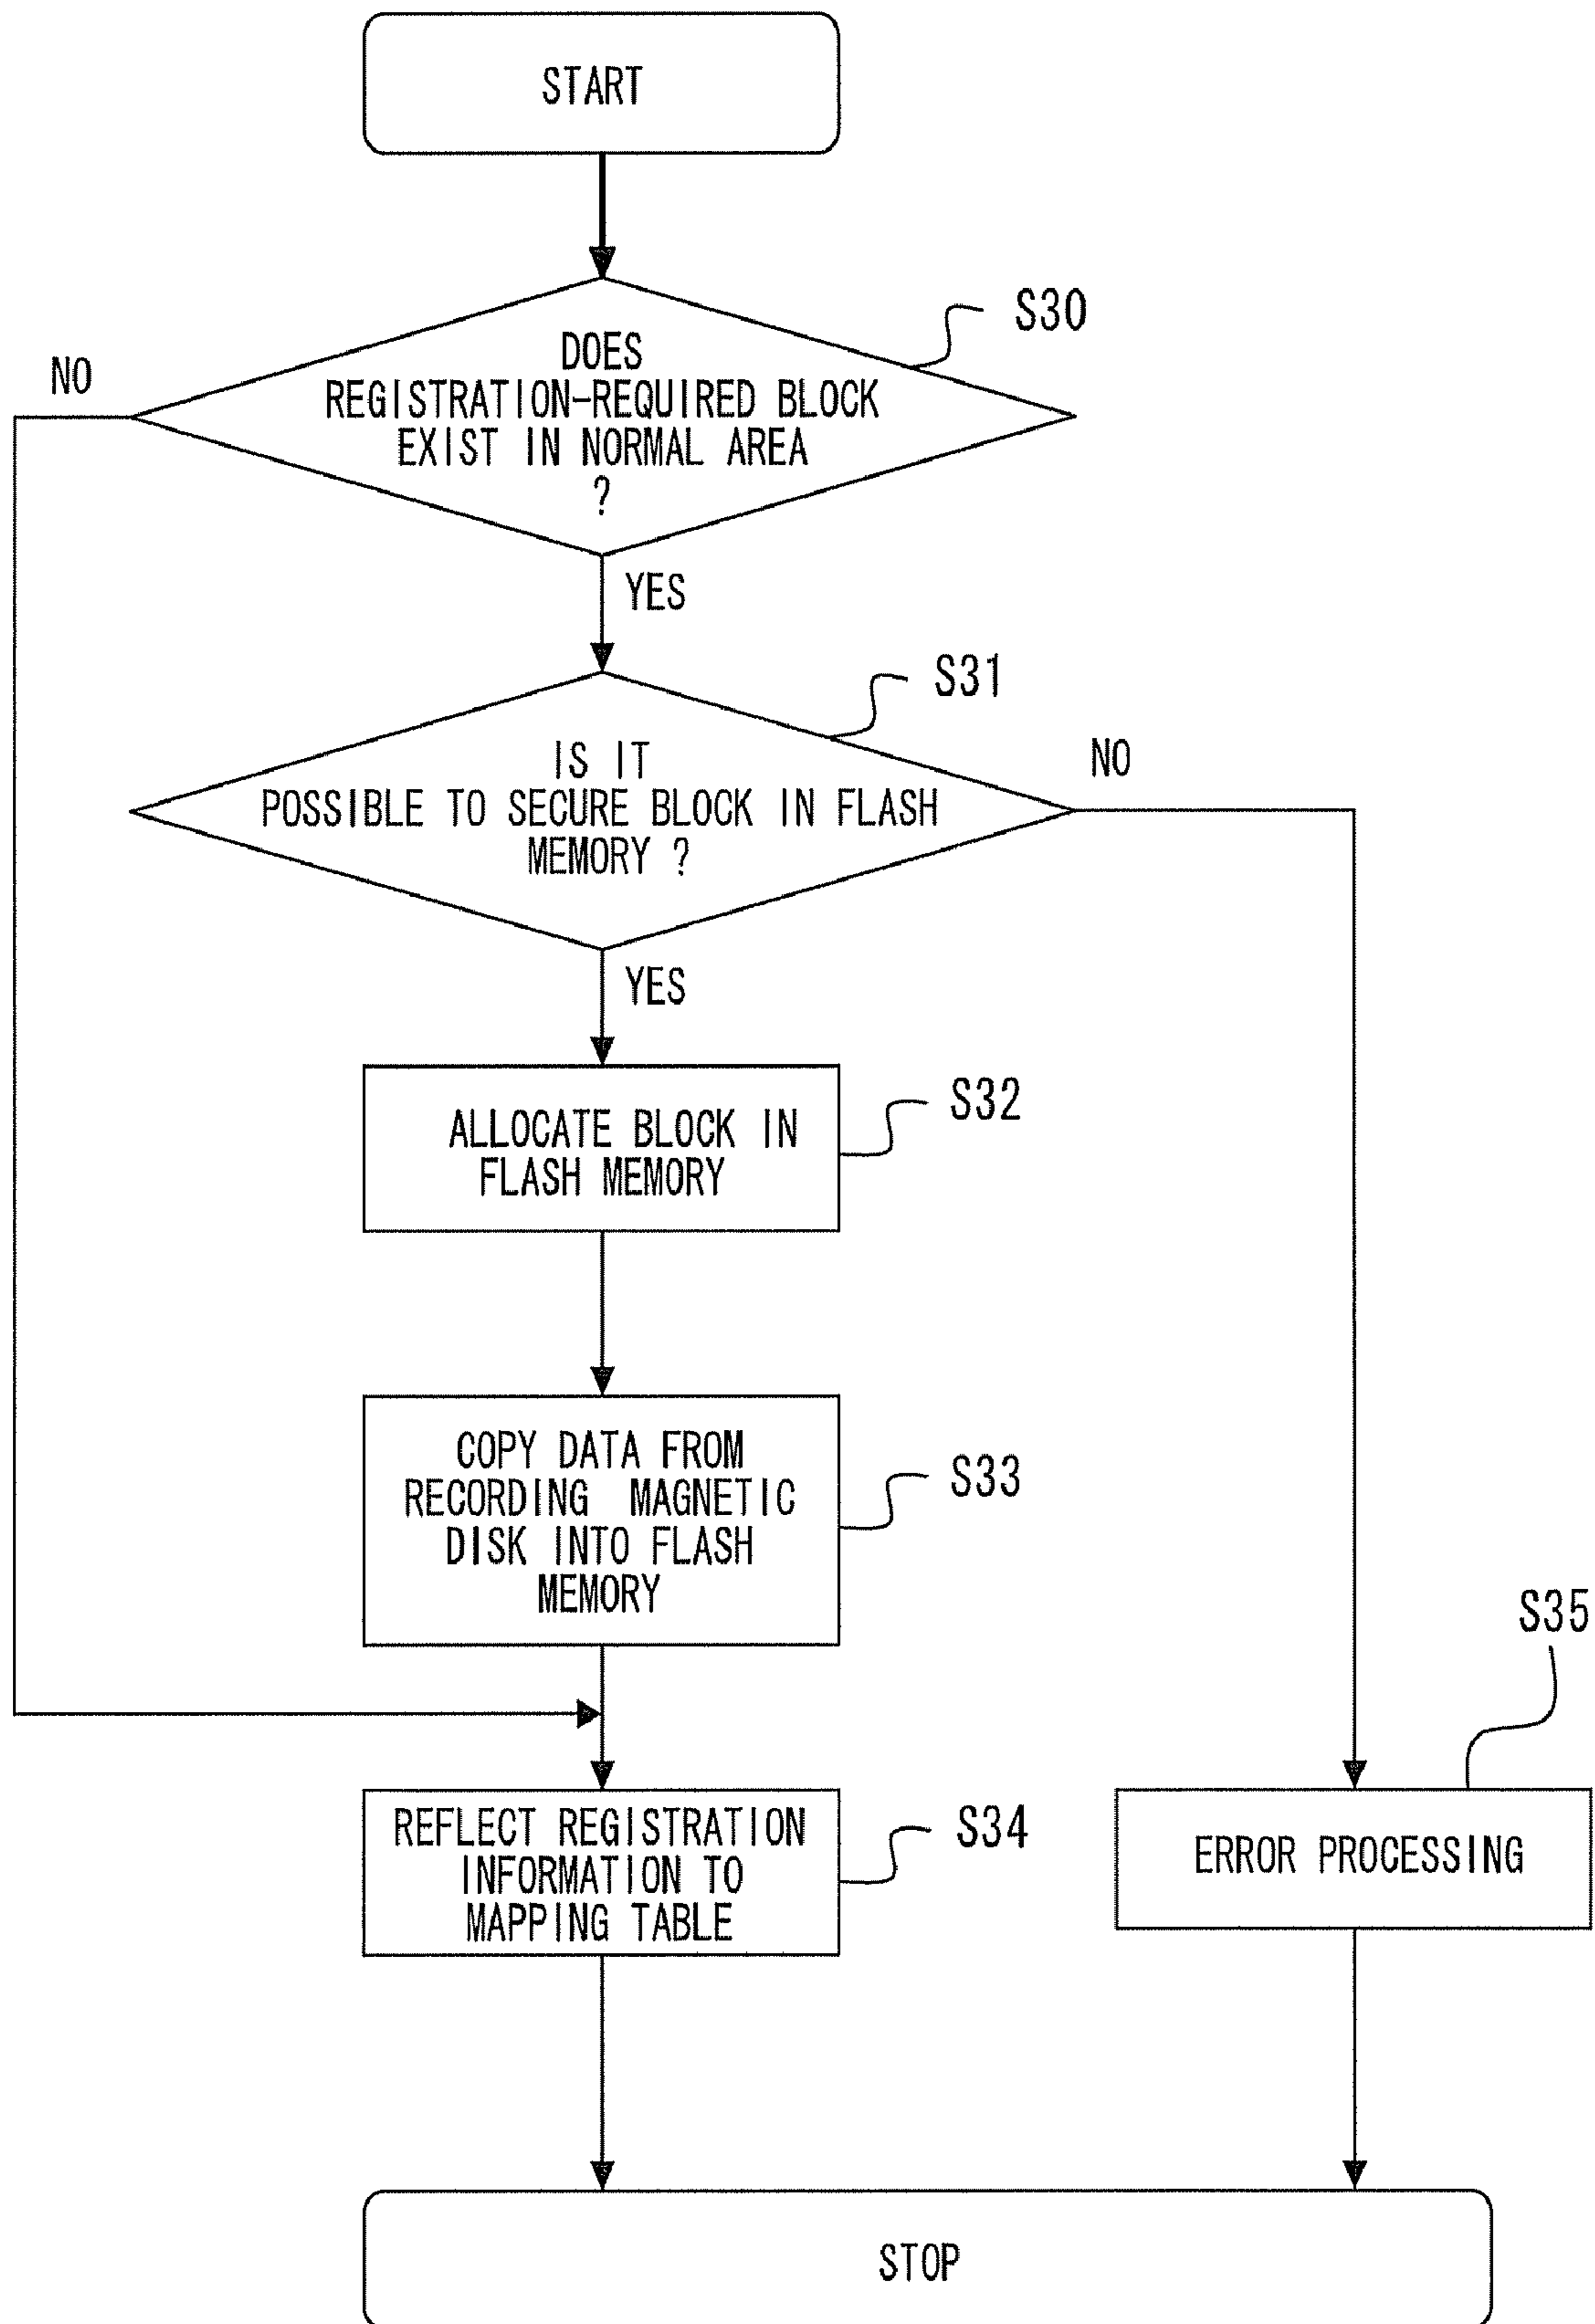 START
S30
NO
DOES
REGISTRATION-REQUIRED BLOCK
EXIST IN NORMAL AREA
?
YES
S31
IS IT
POSSIBLE TO SECURE BLOCK IN FLASH
MEMORY ?
NO
YES
S32
ALLOCATE BLOCK IN
FLASH MEMORY
S33
COPY DATA FROM
RECORDING MAGNETIC
DISK INTO FLASH
MEMORY
S35
S34
REFLECT REGISTRATION
INFORMATION TO
MAPPING TABLE
ERROR PROCESSING
STOP